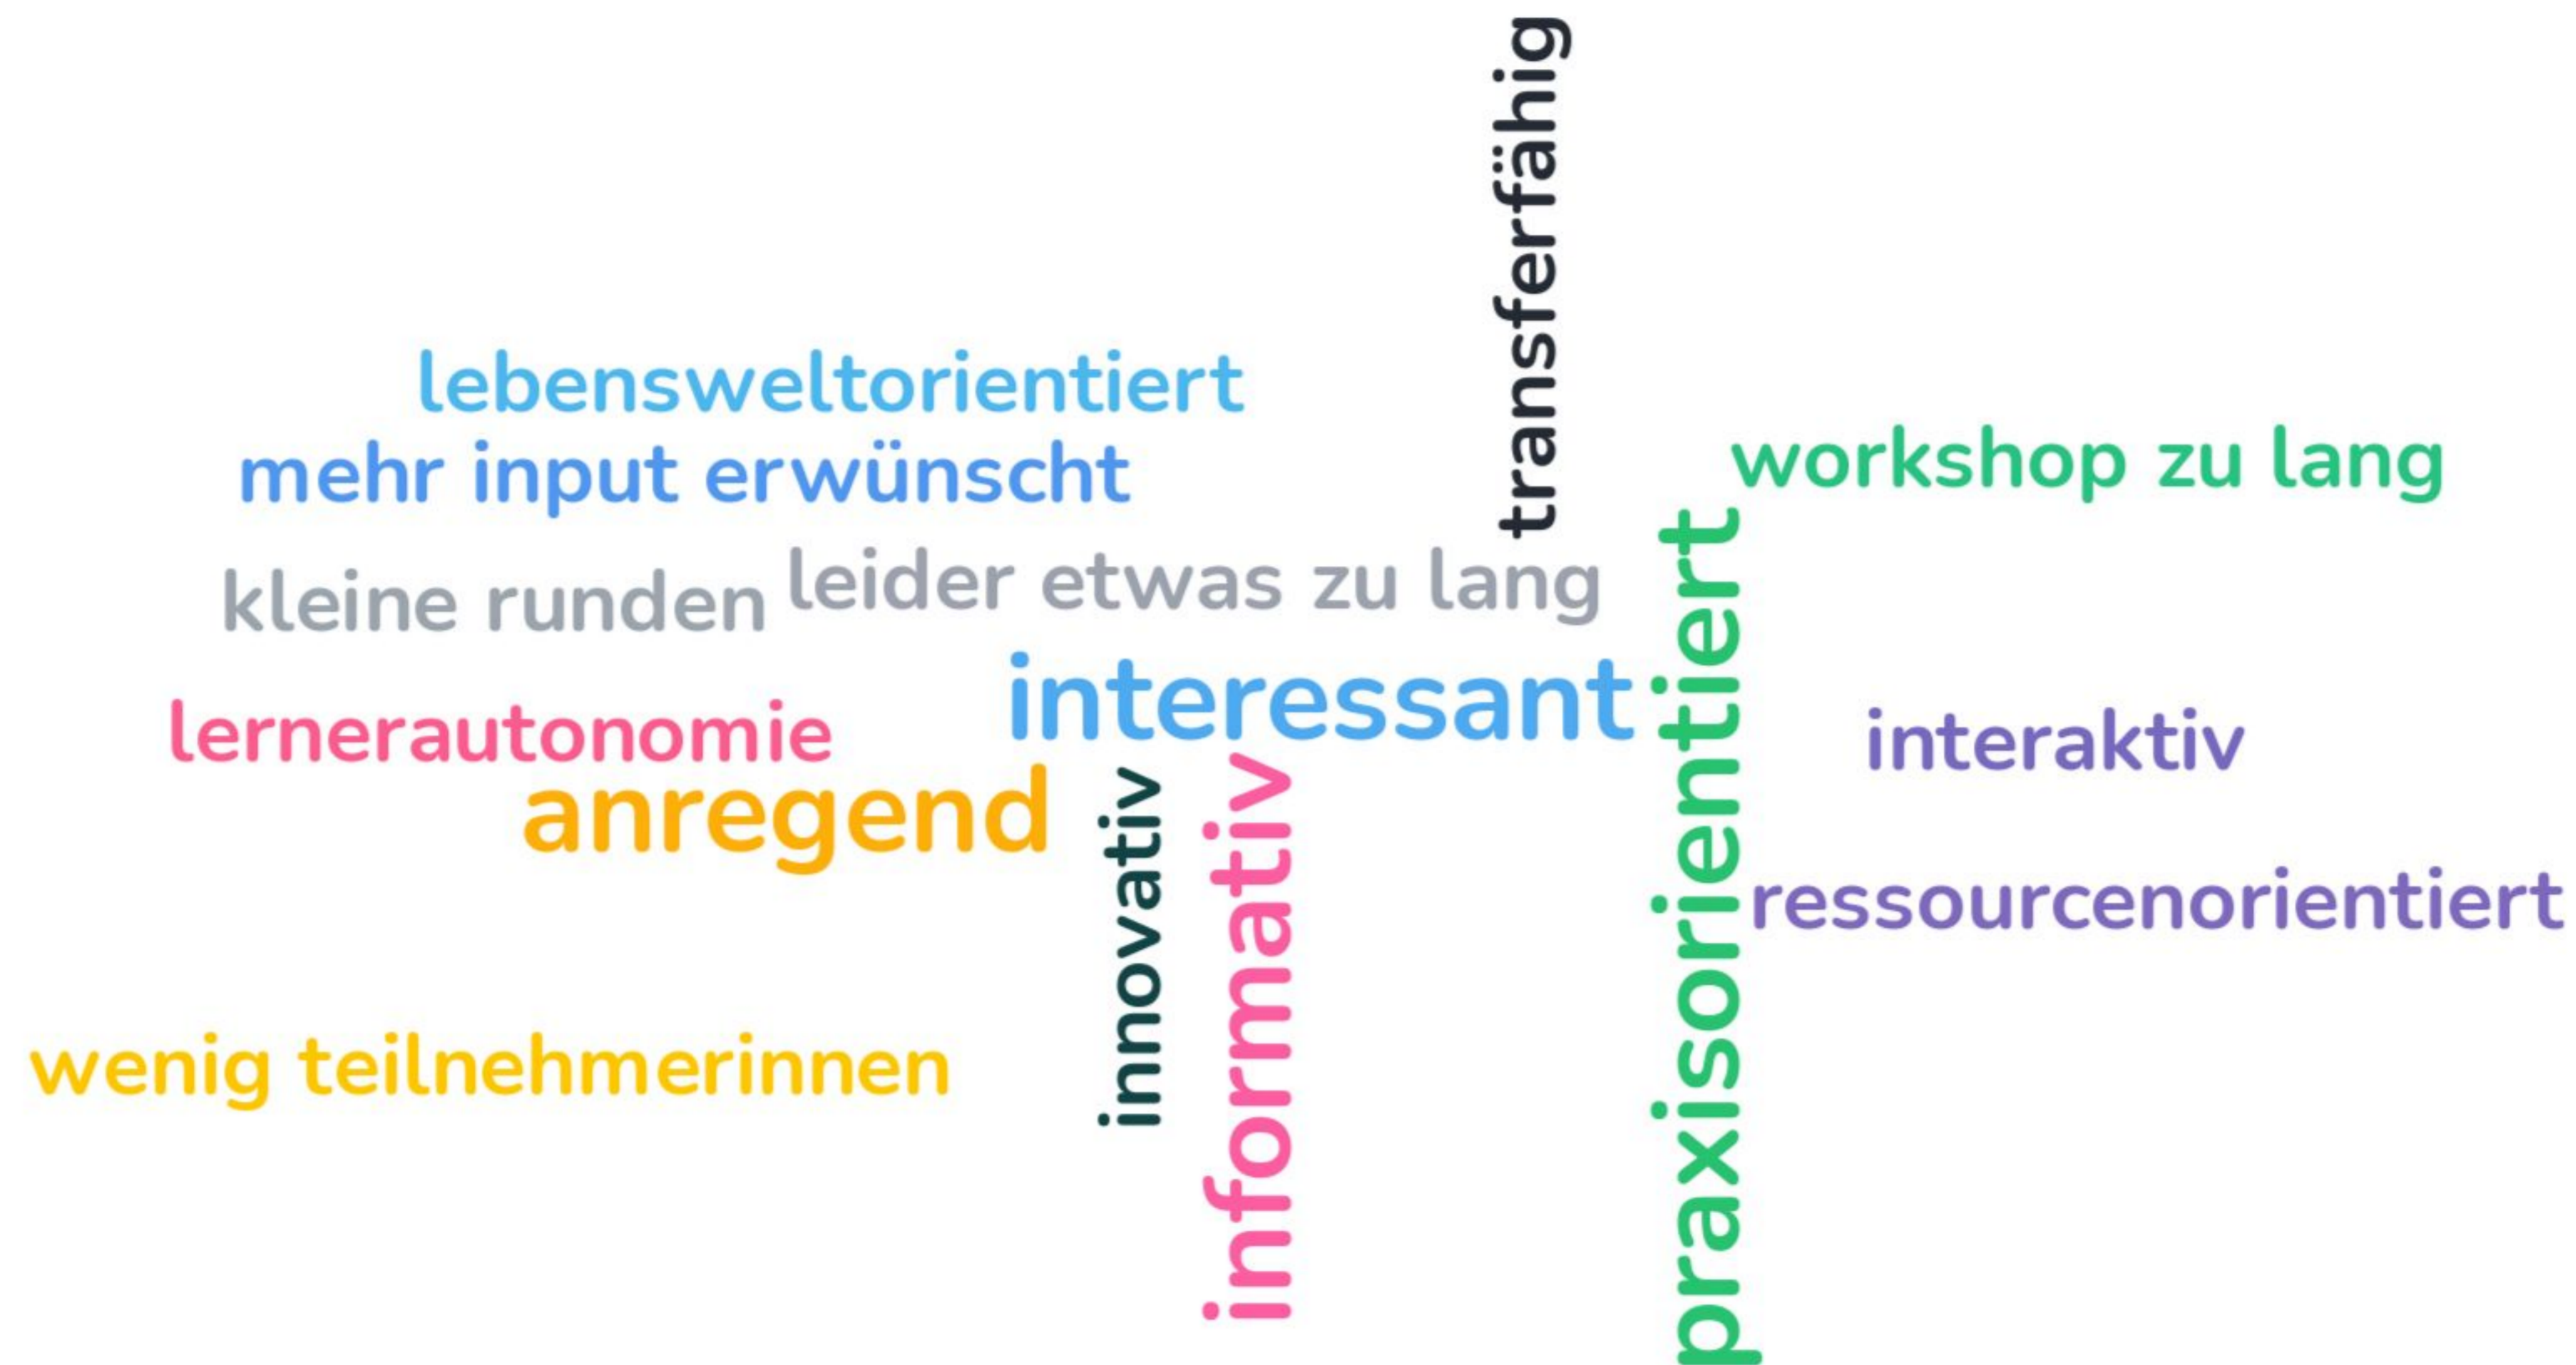 transferfähig
lebensweltorientiert
mehr input erwünscht
workshop zu lang
kleine runden
leider etwas zu lang
interessant
praxisorientiert
lernerautonomie
interaktiv
anregend
innovativ
informativ
ressourcenorientiert
wenig teilnehmerinnen